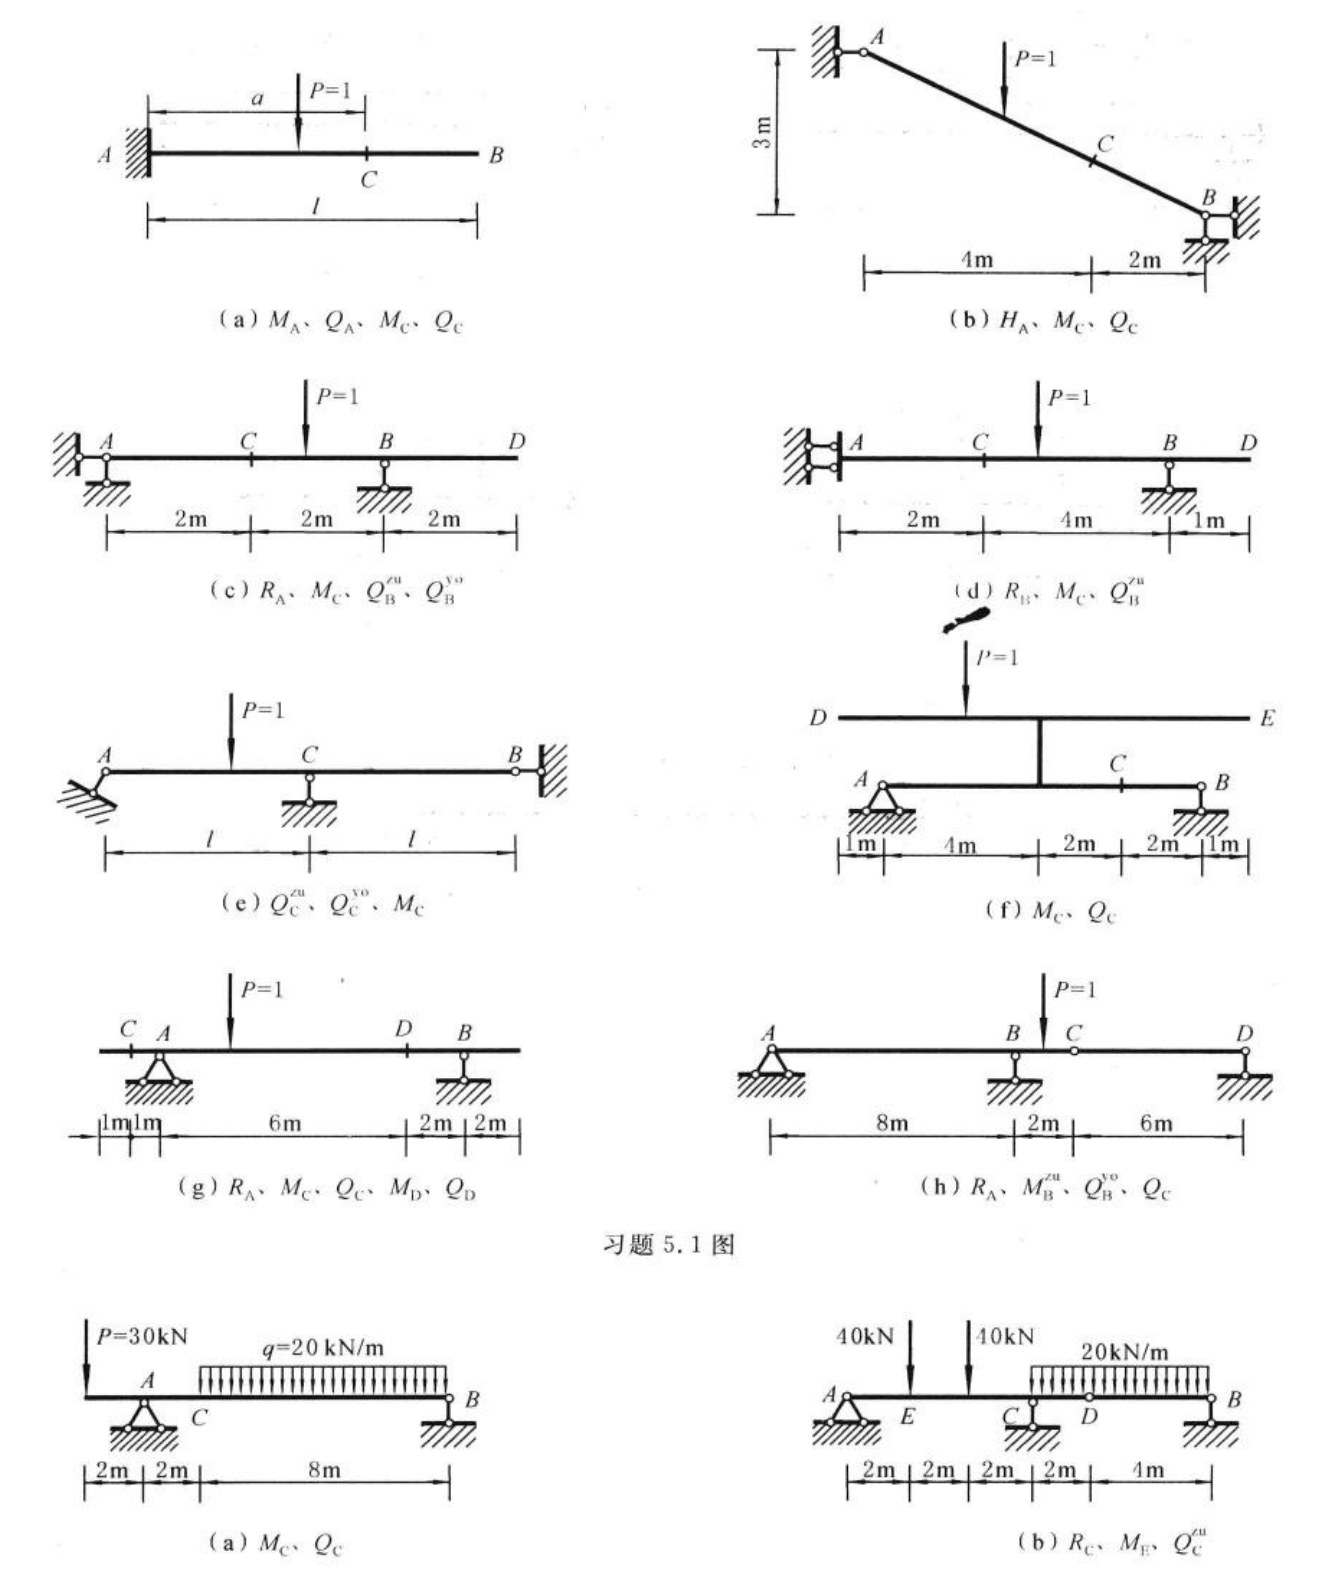 a P=1
A B
C
l
(a) M_A、Q_A、M_C、Q_C
A
P=1
3m C
B
4m 2m
(b) H_A、M_C、Q_C
P=1
A C B D
2m 2m 2m
(c) R_A、M_C、Q_B^zu、Q_B^yo
P=1
A C B D
2m 4m 1m
(d) R_B、M_C、Q_B^zu
P=1
A C B
l l
(e) Q_C^zu、Q_C^yo、M_C
P=1
D E
A C B
1m 4m 2m 2m 1m
(f) M_C、Q_C
P=1
C A D B
1m 1m 6m 2m 2m
(g) R_A、M_C、Q_C、M_D、Q_D
P=1
A B C D
8m 2m 6m
(h) R_A、M_B^zu、Q_B^yo、Q_C
习题 5.1 图
P=30kN q=20 kN/m
A C B
2m 2m 8m
(a) M_C、Q_C
40kN 40kN 20kN/m
A E C D B
2m 2m 2m 2m 4m
(b) R_C、M_E、Q_C^zu